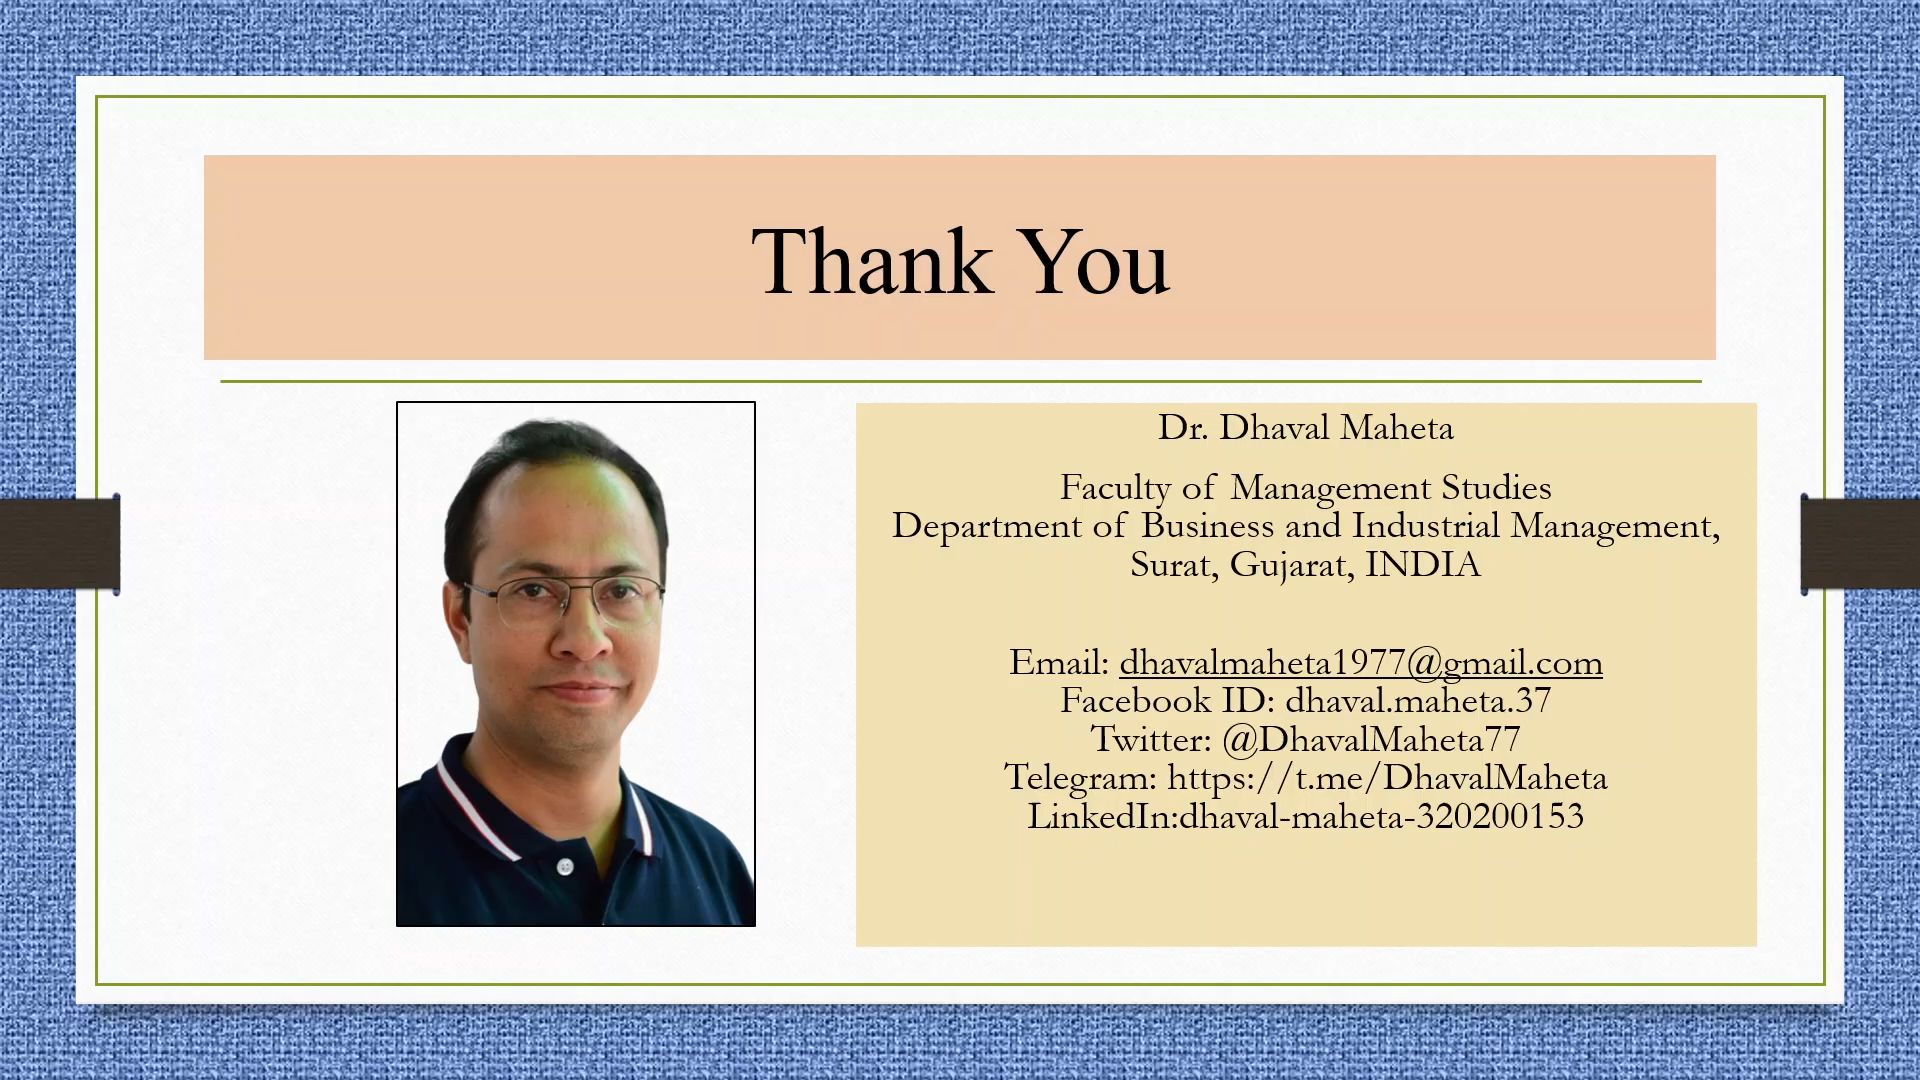 Thank You
Dr. Dhaval Maheta
Faculty of Management Studies
Department of Business and Industrial Management,
Surat, Gujarat, INDIA
Email: dhavalmaheta1977@gmail.com
Facebook ID: dhaval.maheta.37
Twitter: @DhavalMaheta77
Telegram: https://t.me/DhavalMaheta
LinkedIn:dhaval-maheta-320200153